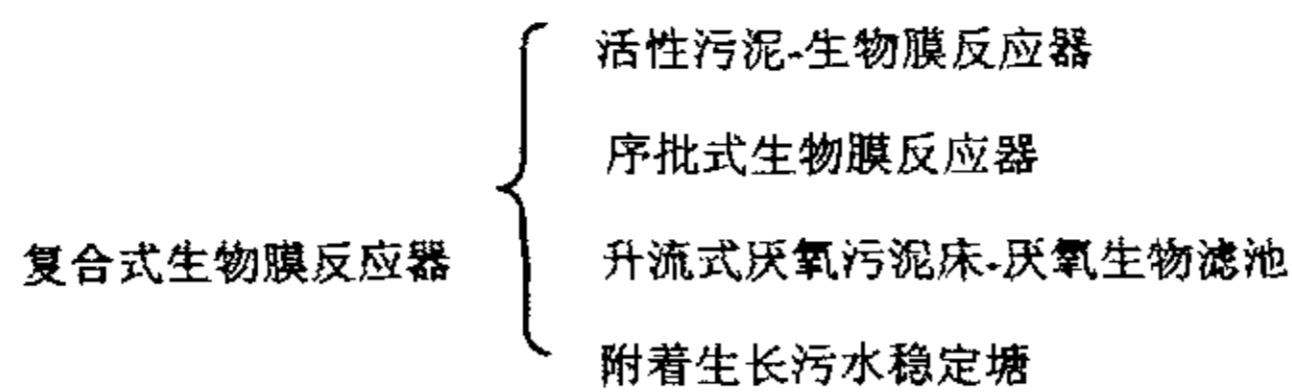 活性污泥-生物膜反应器
序批式生物膜反应器
复合式生物膜反应器
升流式厌氧污泥床-厌氧生物滤池
附着生长污水稳定塘